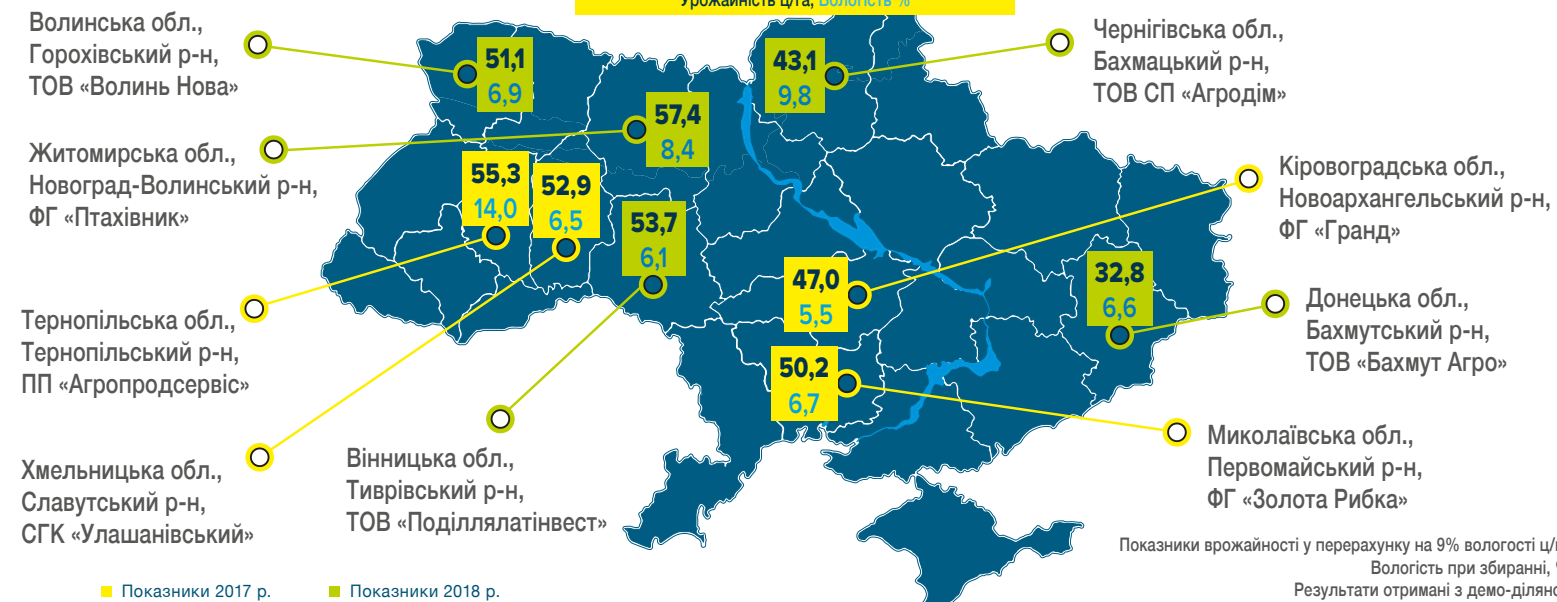 Урожайність ц/га, Вологість %
Волинська обл.,
Горохівський р-н,
ТОВ «Волинь Нова»
51,1
6,9
43,1
9,8
Чернігівська обл.,
Бахмацький р-н,
ТОВ СП «Агродім»
Житомирська обл.,
Новоград-Волинський р-н,
ФГ «Птахівник»
57,4
8,4
55,3
14,0
52,9
6,5
53,7
6,1
Кіровоградська обл.,
Новоархангельський р-н,
ФГ «Гранд»
47,0
5,5
32,8
6,6
Тернопільська обл.,
Тернопільський р-н,
ПП «Агропродсервіс»
Донецька обл.,
Бахмутський р-н,
ТОВ «Бахмут Агро»
50,2
6,7
Хмельницька обл.,
Славутський р-н,
СГК «Улашанівський»
Вінницька обл.,
Тиврівський р-н,
ТОВ «Поділлялатінвест»
Миколаївська обл.,
Первомайський р-н,
ФГ «Золота Рибка»
Показники врожайності у перерахунку на 9% вологості
Вологість при збиранні,
Результати отримані з
Показники 2017 р.
Показники 2018 р.